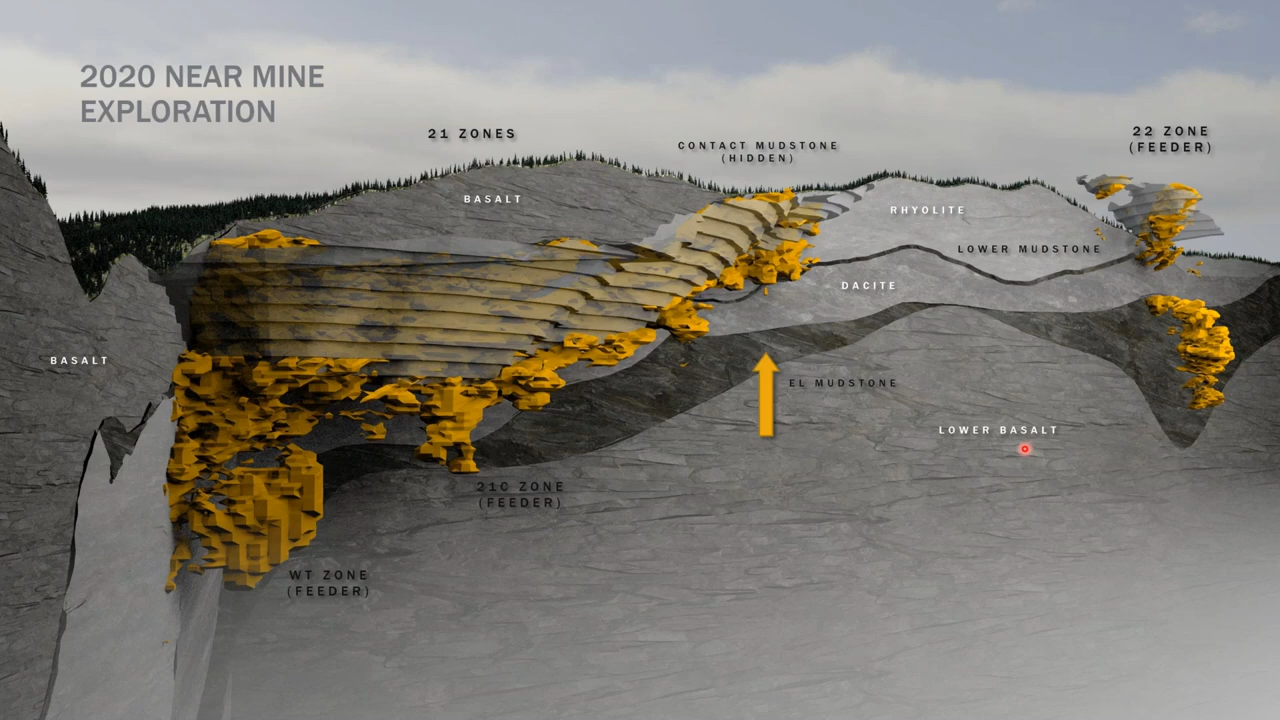 2020 NEAR MINE
EXPLORATION
21 ZONES
CONTACT MUDSTONE
(HIDDEN)
22 ZONE
(FEEDER)
BASALT
RHYOLITE
LOWER MUDSTONE
DACITE
BASALT
EL MUDSTONE
LOWER BASALT
21C ZONE
(FEEDER)
WT ZONE
(FEEDER)